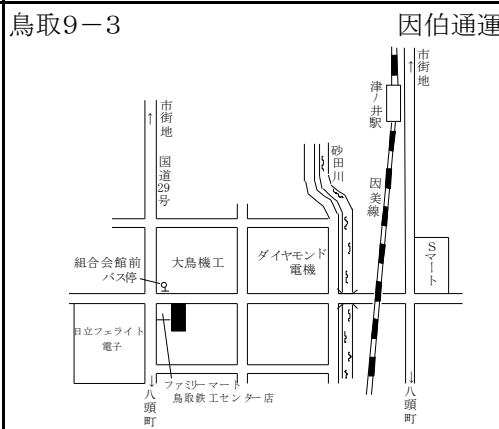 鳥取9−3
因伯通運
市街地
↑
国道29号
砂田川
津ノ井駅
市街地
↑
因美線
組合会館前
バス停
大鳥機工
ダイヤモンド
電機
Sマート
日立フェライト
電子
ファミリーマート
鳥取鉄工センター店
↓八頭町
↓八頭町